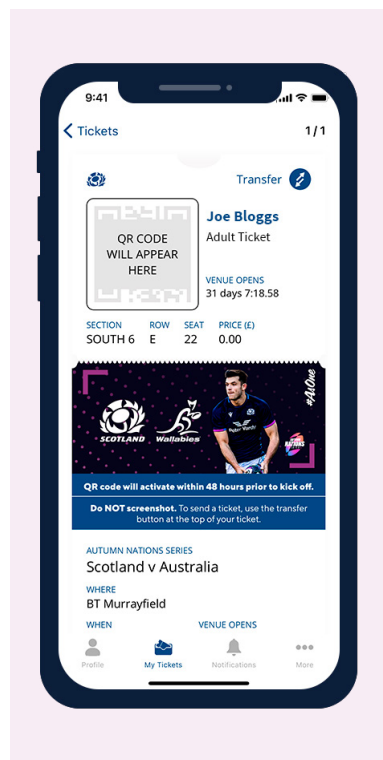 9:41
Tickets
1/1
Transfer
Joe Bloggs
Adult Ticket
QR CODE
WILL APPEAR
HERE
VENUE OPENS
31 days 7:18.58
SECTION ROW SEAT PRICE (£)
SOUTH 6 E 22 0.00
#AsOne
SCOTLAND Wallabies
NATIONS
QR code will activate within 48 hours prior to kick off.
Do NOT screenshot. To send a ticket, use the transfer
button at the top of your ticket.
AUTUMN NATIONS SERIES
Scotland v Australia
WHERE
BT Murrayfield
WHEN VENUE OPENS
Profile My Tickets Notifications More